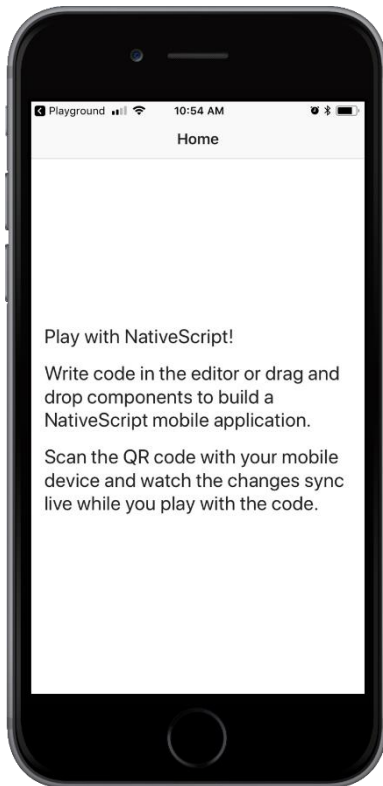 Playground 10:54 AM
Home
Play with NativeScript!
Write code in the editor or drag and
drop components to build a
NativeScript mobile application.
Scan the QR code with your mobile
device and watch the changes sync
live while you play with the code.